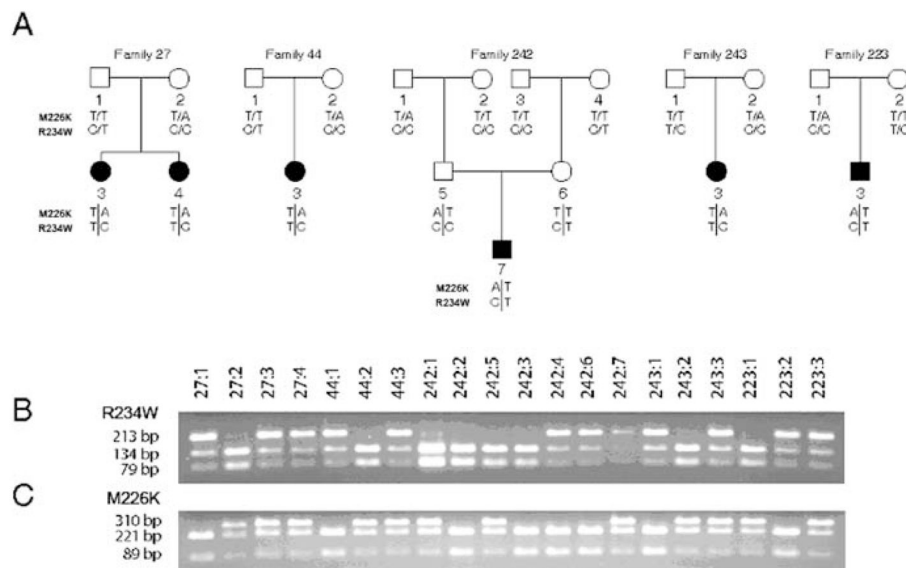 A
Family 27 Family 44 Family 242 Family 243 Family 223
1 2 1 2 1 2 3 4 1 2 1 2
M226K T/T T/A T/T T/A T/A T/T T/T T/T T/T T/A T/A T/T
R234W C/T C/C C/T C/C C/C C/C C/C C/T T/C C/C C/C T/C
3 4 3 5 6 3 3
M226K T|A T|A T|A A|T T|T T|A A|T
R234W T|C T|C T|C C|C C|T T|C C|T
7
M226K A|T
R234W C|T
27:1 27:2 27:3 27:4 44:1 44:2 44:3 242:1 242:2 242:5 242:3 242:4 242:6 242:7 243:1 243:2 243:3 223:1 223:2 223:3
B
R234W
213 bp
134 bp
79 bp
C
M226K
310 bp
221 bp
89 bp